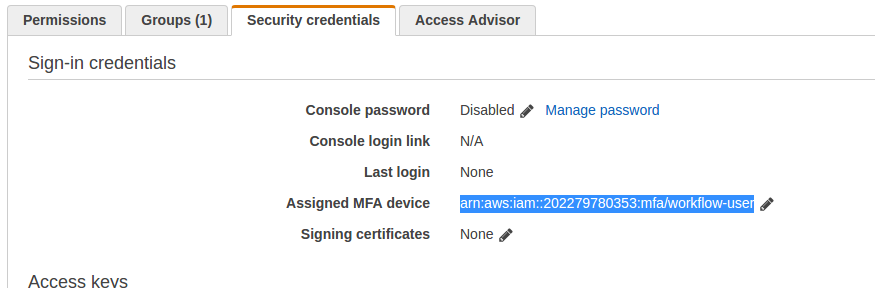 Permissions Groups (1) Security credentials Access Advisor
Sign-in credentials
Console password Disabled Manage password
Console login link N/A
Last login None
Assigned MFA device arn:aws:iam::202279780353:mfa/workflow-user
Signing certificates None
Access keys